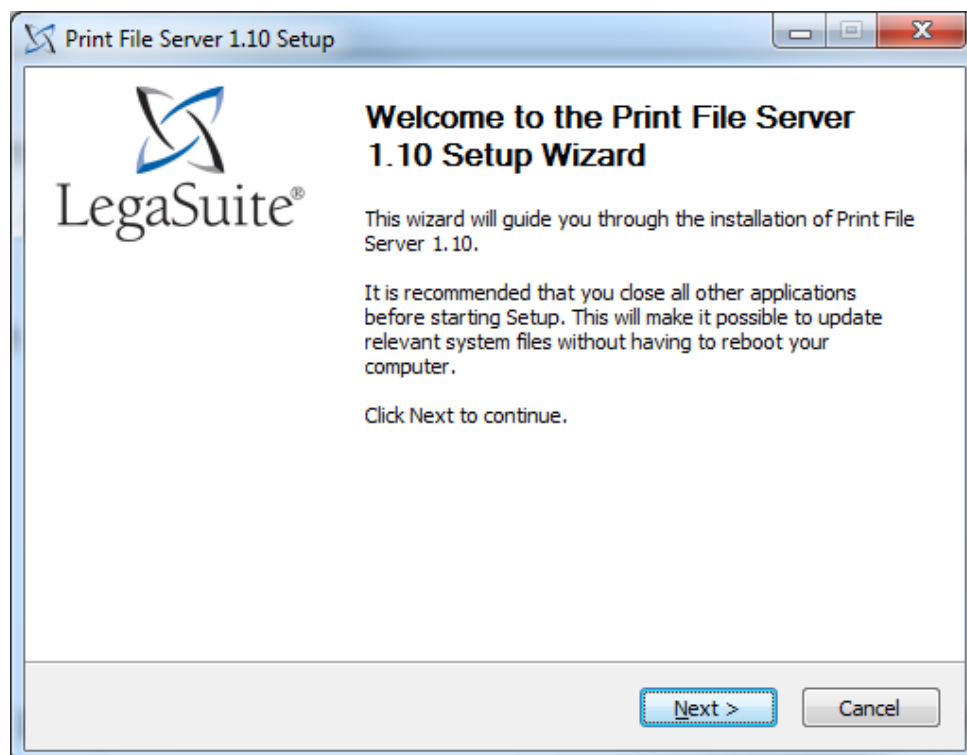 Print File Server 1.10 Setup
LegaSuite®
Welcome to the Print File Server
1.10 Setup Wizard
This wizard will guide you through the installation of Print File
Server 1.10.
It is recommended that you close all other applications
before starting Setup. This will make it possible to update
relevant system files without having to reboot your
computer.
Click Next to continue.
Next >
Cancel